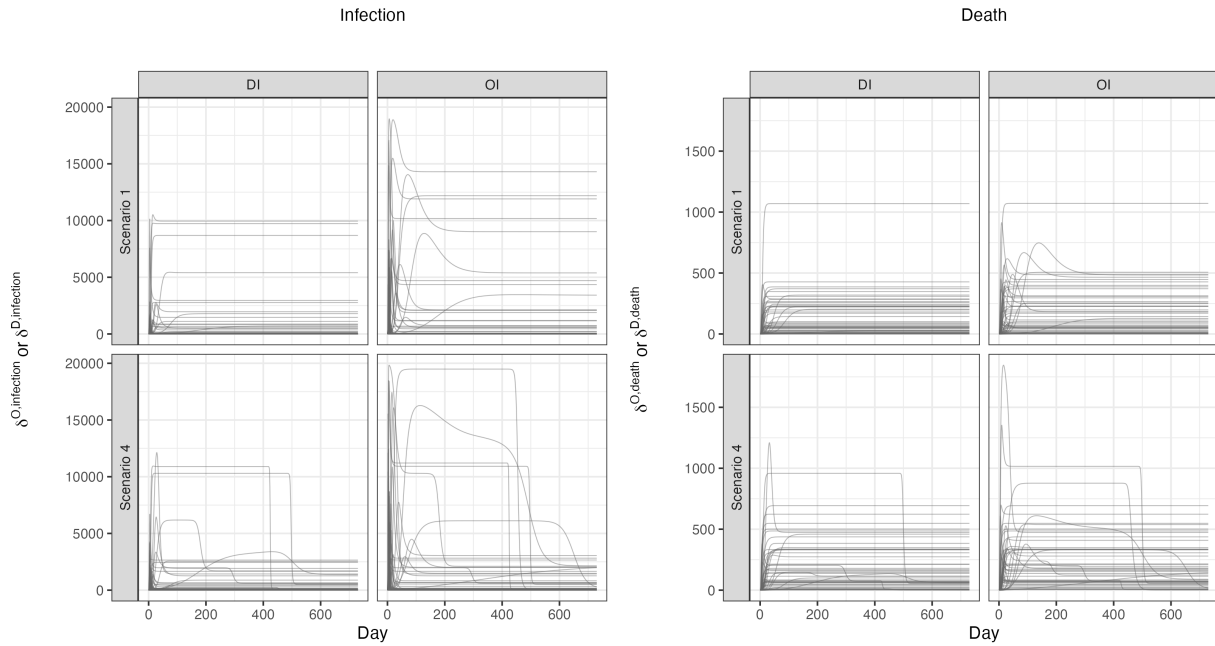 Infection
DI
OI
Scenario 1
Scenario 4
20000
15000
10000
5000
0
20000
15000
10000
5000
0
0 200 400 600
0 200 400 600
Day
δO,infection or δD,infection
Death
DI
OI
Scenario 1
Scenario 4
1500
1000
500
0
1500
1000
500
0
0 200 400 600
0 200 400 600
Day
δO,death or δD,death